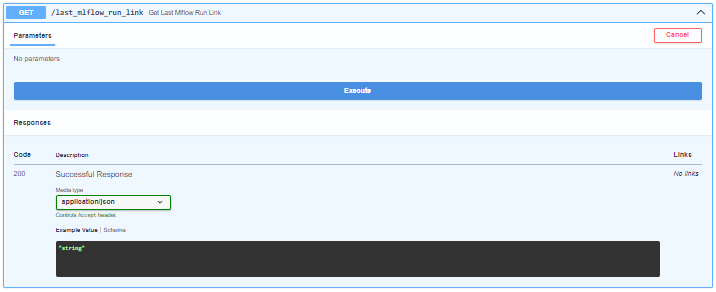 GET /last_mlflow_run_link Get Last Mlflow Run Link
Parameters Cancel
No parameters
Execute
Responses
Code Description Links
200 Successful Response No links
Media type
application/json
Controls Accept header.
Example Value | Schema
"string"